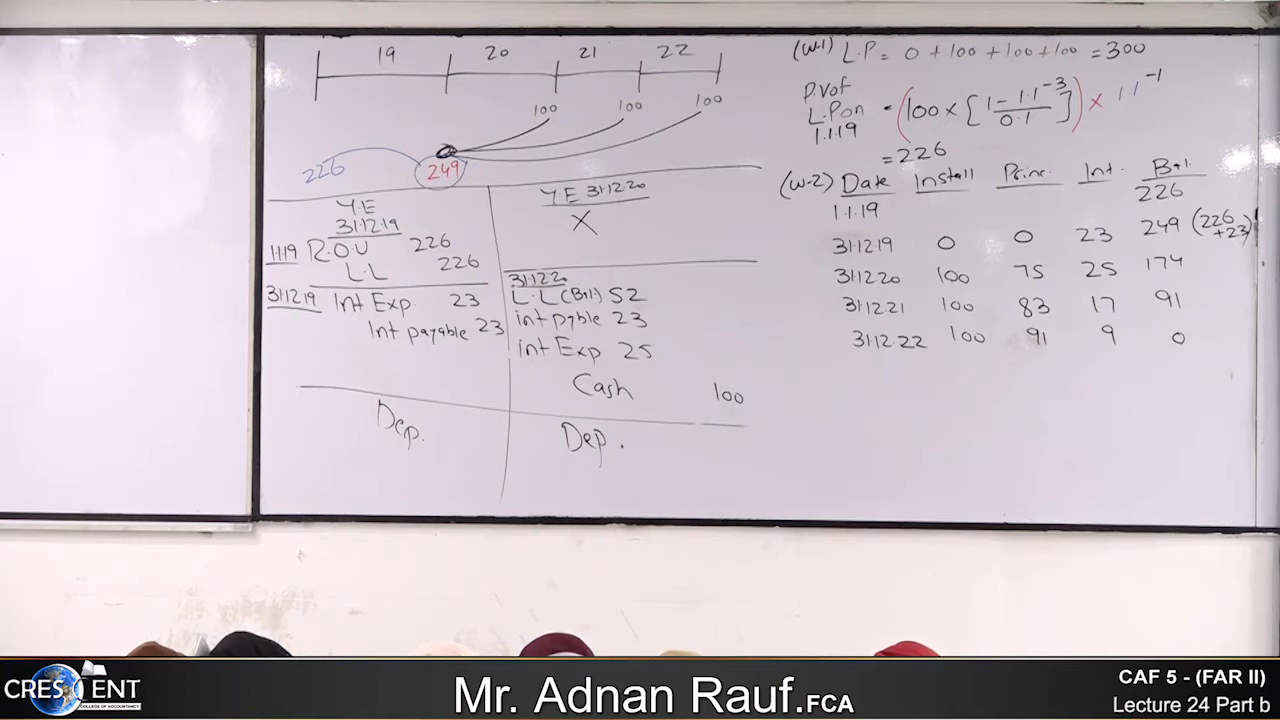 19 20 21 22
100 100 100
226 249
Y.E
31.12.19
1.1.19 R.O.U 226
L.L 226
31.12.19 Int Exp. 23
Int payable 23
Dep.
Y E 31.12.20
X
31.12.20
L.L (Bal) 52
int pyble 23
int Exp 25
Cash 100
Dep.
(W-1) L.P = 0 + 100 + 100 + 100 = 300
P.V of
L.P on
1.1.19
= (100 × [1 - 1.1^-3 / 0.1]) × 1.1^-1
= 226
(W-2) Date Install Princ. Int. Bal.
1.1.19 226
31.12.19 0 0 23 249 (226 + 23)
31.12.20 100 75 25 174
31.12.21 100 83 17 91
31.12.22 100 91 9 0
CRESCENT
COLLEGE OF ACCOUNTANCY
Mr. Adnan Rauf.FCA
CAF 5 - (FAR II)
Lecture 24 Part b